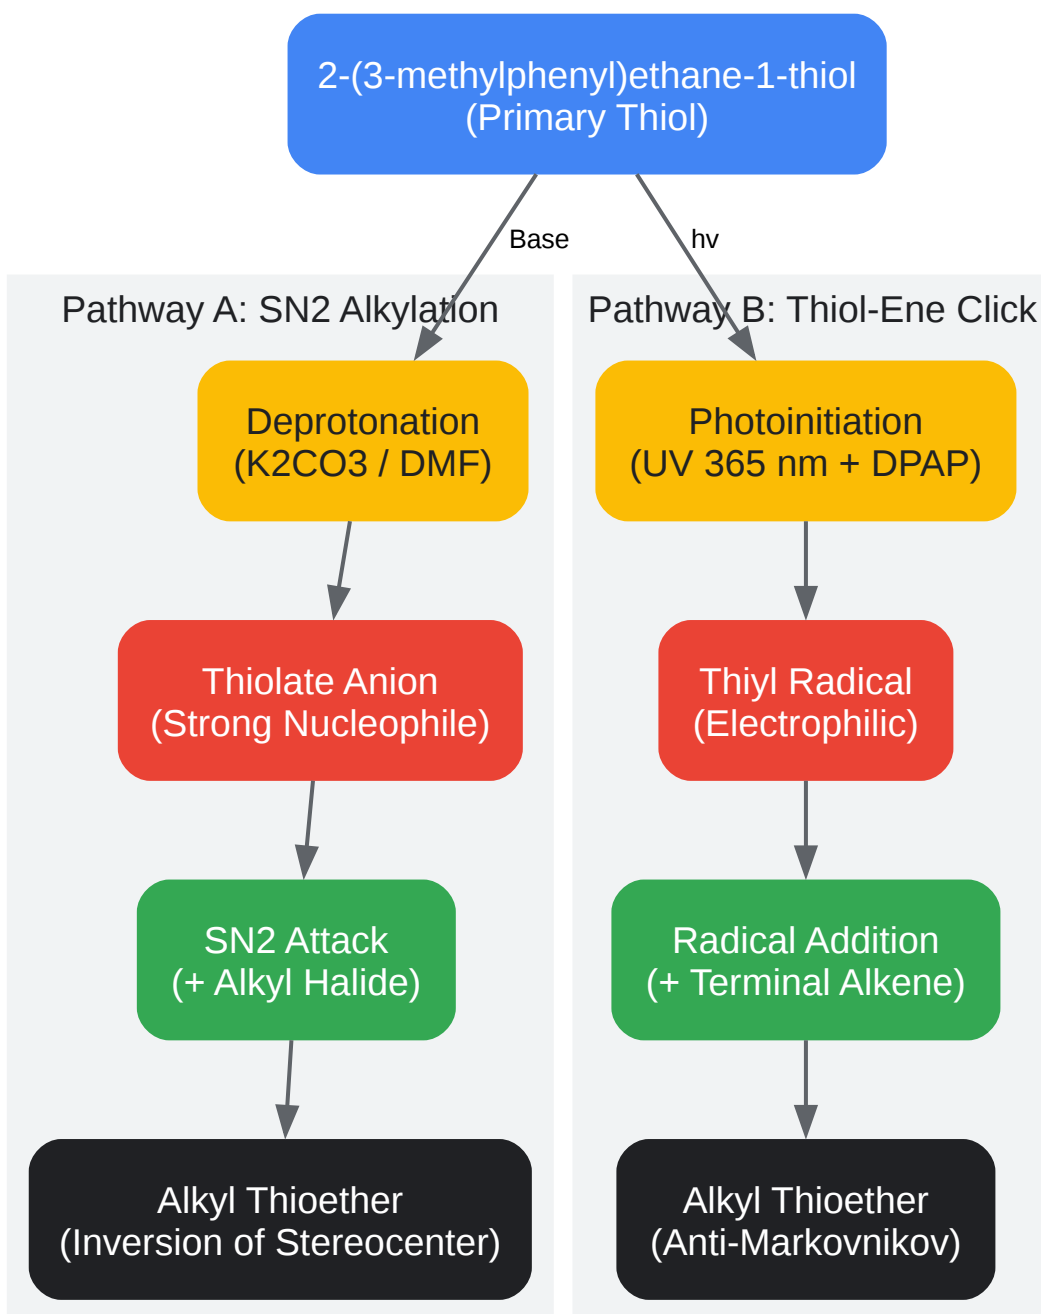 2-(3-methylphenyl)ethane-1-thiol
(Primary Thiol)
Base
hv
Pathway A: SN2 Alkylation
Deprotonation
(K2CO3 / DMF)
Thiolate Anion
(Strong Nucleophile)
SN2 Attack
(+ Alkyl Halide)
Alkyl Thioether
(Inversion of Stereocenter)
Pathway B: Thiol-Ene Click
Photoinitiation
(UV 365 nm + DPAP)
Thiyl Radical
(Electrophilic)
Radical Addition
(+ Terminal Alkene)
Alkyl Thioether
(Anti-Markovnikov)